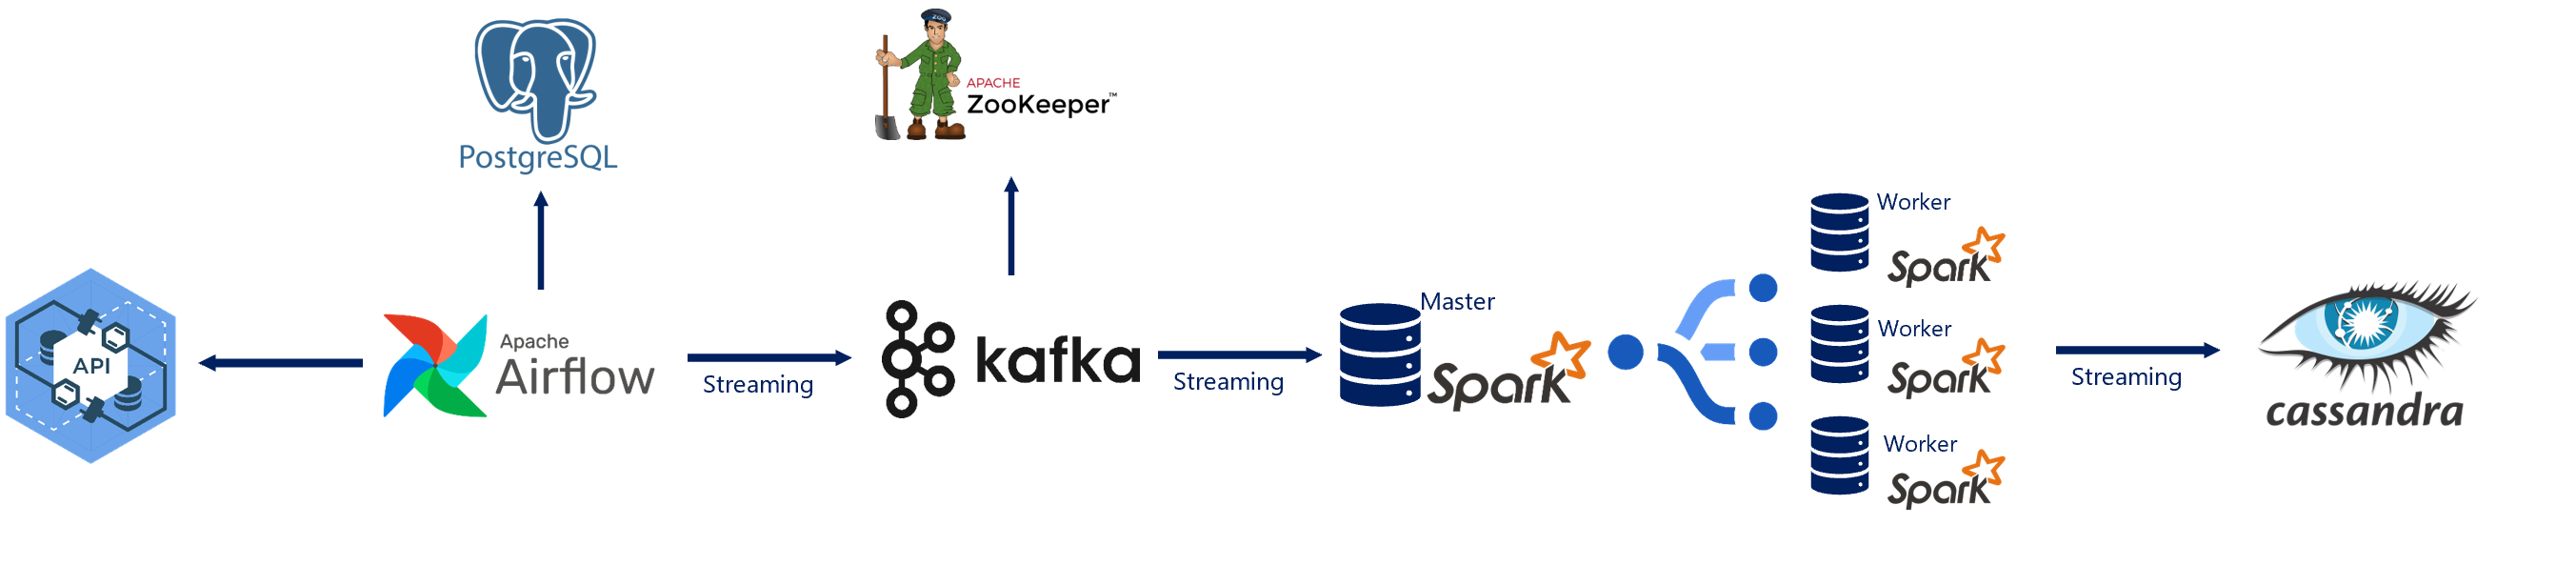 PostgreSQL
ZOO
APACHE
ZooKeeper™
API
Apache
Airflow
Streaming
kafka
Streaming
Master
Spark
Worker
Spark
Worker
Spark
Worker
Spark
Streaming
cassandra